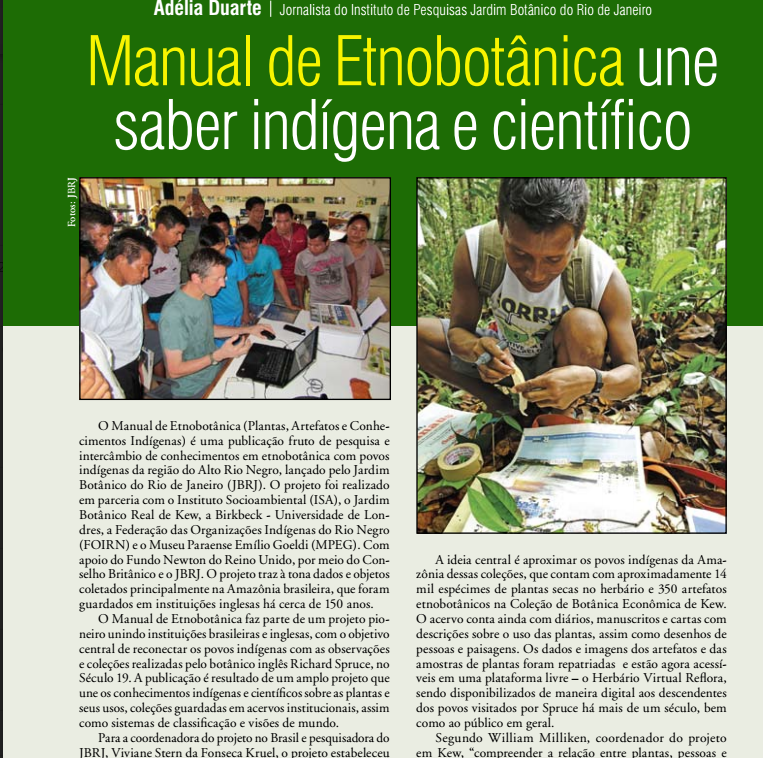 Adélia Duarte | Jornalista do Instituto de Pesquisas Jardim Botânico do Rio de Janeiro
Manual de Etnobotânica une
saber indígena e científico
Fotos: JBRJ
O Manual de Etnobotânica (Plantas, Artefatos e Conhe-
cimentos Indígenas) é uma publicação fruto de pesquisa e
intercâmbio de conhecimentos em etnobotânica com povos
indígenas da região do Alto Rio Negro, lançado pelo Jardim
Botânico do Rio de Janeiro (JBRJ). O projeto foi realizado
em parceria com o Instituto Socioambiental (ISA), o Jardim
Botânico Real de Kew, a Birkbeck - Universidade de Lon-
dres, a Federação das Organizações Indígenas do Rio Negro
(FOIRN) e o Museu Paraense Emílio Goeldi (MPEG). Com
apoio do Fundo Newton do Reino Unido, por meio do Con-
selho Britânico e o JBRJ. O projeto traz à tona dados e objetos
coletados principalmente na Amazônia brasileira, que foram
guardados em instituições inglesas há cerca de 150 anos.
O Manual de Etnobotânica faz parte de um projeto pio-
neiro unindo instituições brasileiras e inglesas, com o objetivo
central de reconectar os povos indígenas com as observações
e coleções realizadas pelo botânico inglês Richard Spruce, no
Século 19. A publicação é resultado de um amplo projeto que
une os conhecimentos indígenas e científicos sobre as plantas e
seus usos, coleções guardadas em acervos institucionais, assim
como sistemas de classificação e visões de mundo.
Para a coordenadora do projeto no Brasil e pesquisadora do
JBRJ, Viviane Stern da Fonseca Kruel, o projeto estabeleceu
A ideia central é aproximar os povos indígenas da Ama-
zônia dessas coleções, que contam com aproximadamente 14
mil espécimes de plantas secas no herbário e 350 artefatos
etnobotânicos na Coleção de Botânica Econômica de Kew.
O acervo conta ainda com diários, manuscritos e cartas com
descrições sobre o uso das plantas, assim como desenhos de
pessoas e paisagens. Os dados e imagens dos artefatos e das
amostras de plantas foram repatriadas e estão agora acessí-
veis em uma plataforma livre – o Herbário Virtual Reflora,
sendo disponibilizados de maneira digital aos descendentes
dos povos visitados por Spruce há mais de um século, bem
como ao público em geral.
Segundo William Milliken, coordenador do projeto
em Kew, “compreender a relação entre plantas, pessoas e